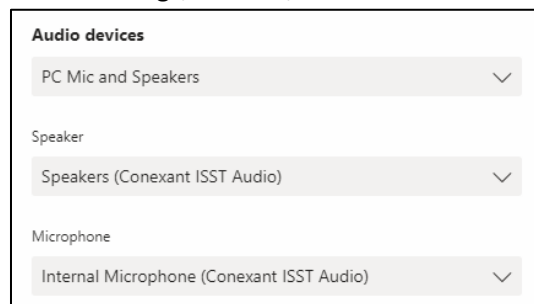 Audio devices
PC Mic and Speakers
Speaker
Speakers (Conexant ISST Audio)
Microphone
Internal Microphone (Conexant ISST Audio)